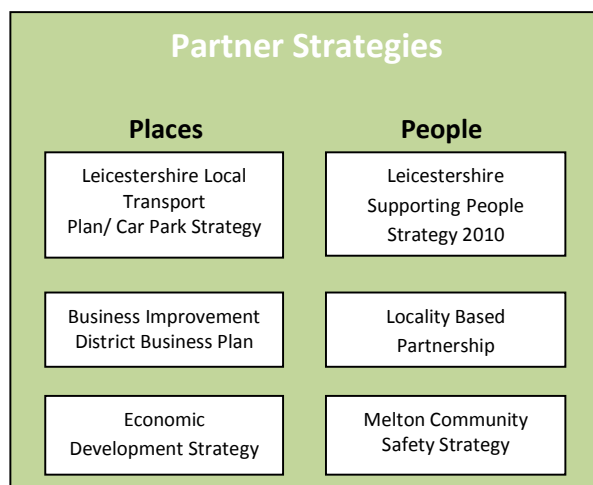 Partner Strategies
Places
Leicestershire Local
Transport
Plan/ Car Park Strategy
Business Improvement
District Business Plan
Economic
Development Strategy
People
Leicestershire
Supporting People
Strategy 2010
Locality Based
Partnership
Melton Community
Safety Strategy